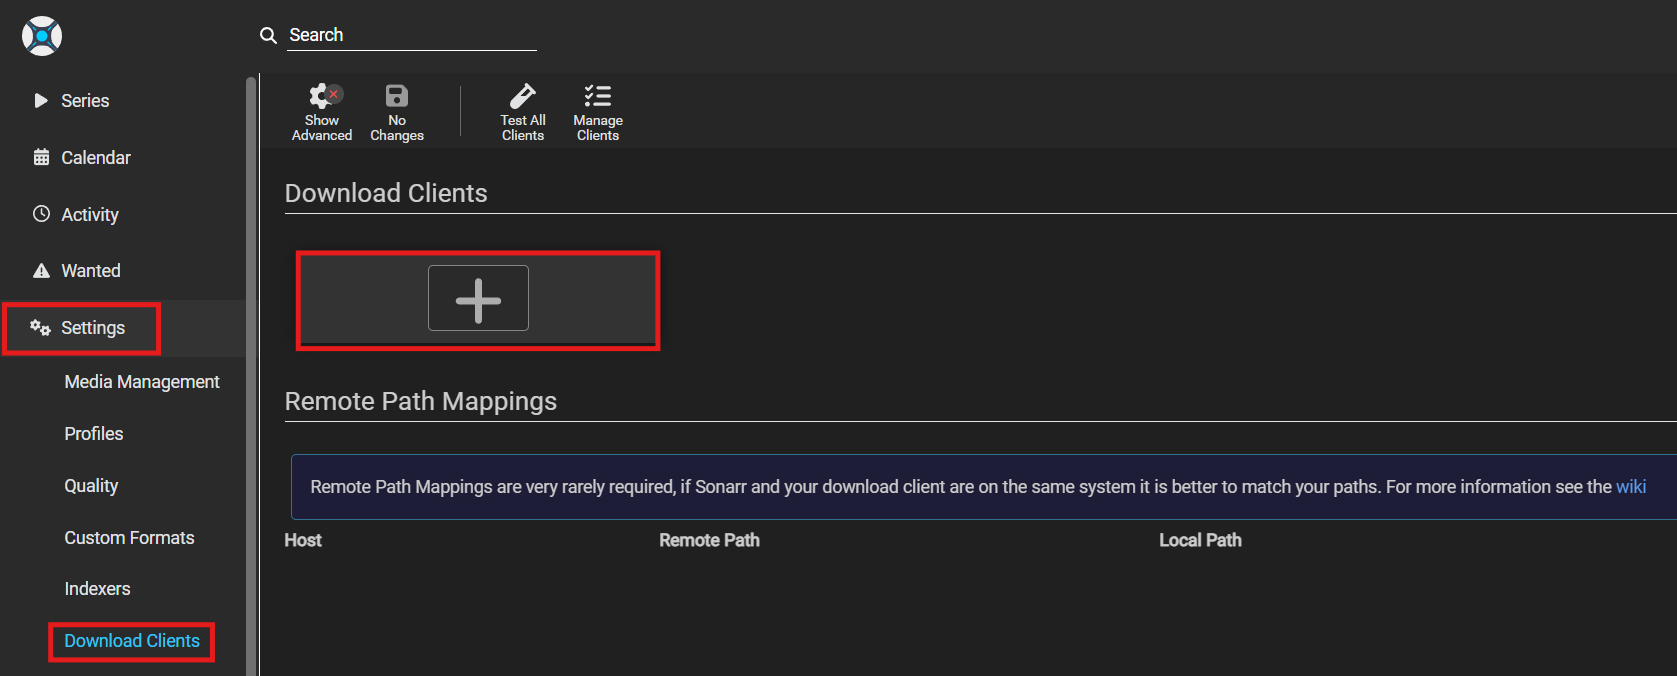 Search
Series
Calendar
Activity
Wanted
Settings
Media Management
Profiles
Quality
Custom Formats
Indexers
Download Clients
Show
Advanced
No
Changes
Test All
Clients
Manage
Clients
Download Clients
Remote Path Mappings
Remote Path Mappings are very rarely required, if Sonarr and your download client are on the same system it is better to match your paths. For more information see the wiki
Host Remote Path Local Path